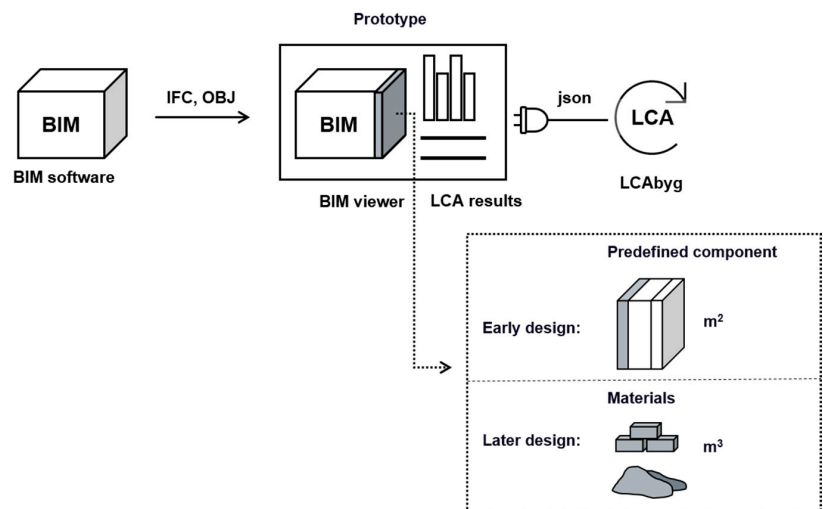 Prototype
IFC, OBJ
json
BIM
BIM
LCA
BIM software
BIM viewer
LCA results
LCAbyg
Predefined component
Early design:
m²
Materials
Later design:
m³